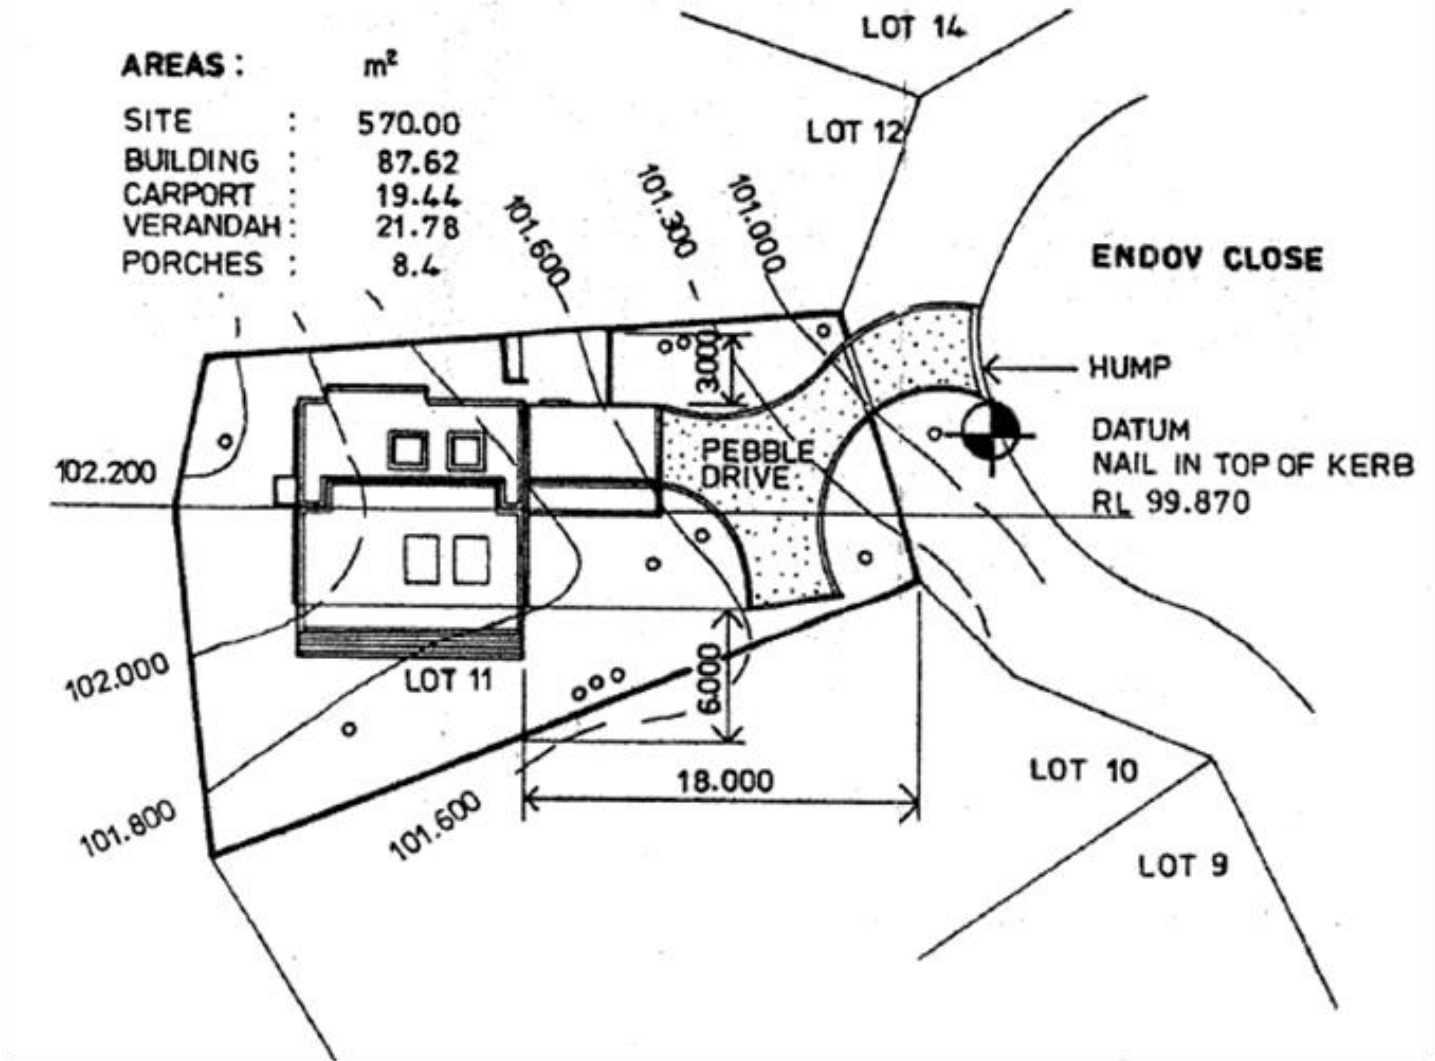 LOT 14
AREAS : m²
SITE : 570.00
BUILDING : 87.62
CARPORT : 19.44
VERANDAH : 21.78
PORCHES : 8.4
LOT 12
101.600
101.300
101.000
ENDOV CLOSE
HUMP
3.000
DATUM
NAIL IN TOP OF KERB
RL 99.870
PEBBLE
DRIVE
102.200
102.000
LOT 11
6.000
18.000
LOT 10
101.800
101.600
LOT 9